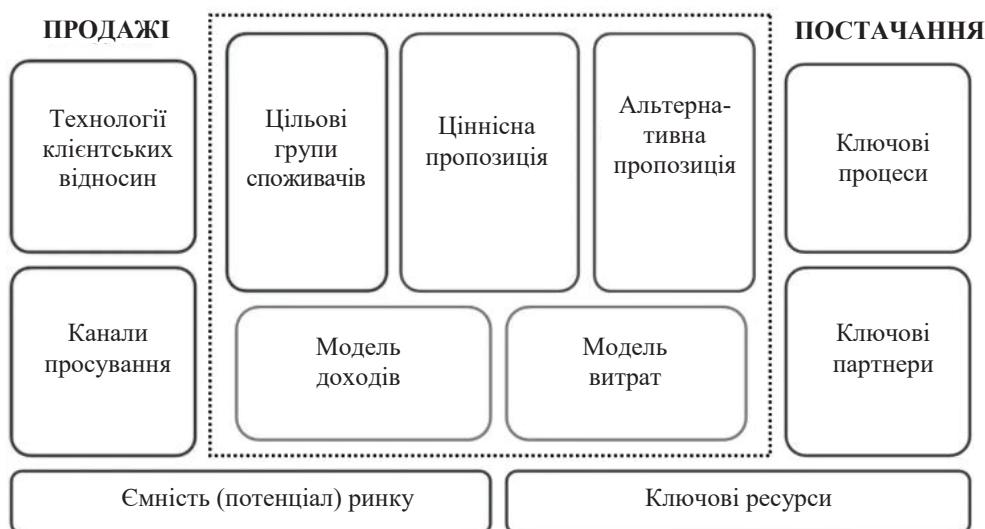 ПРОДАЖІ
ПОСТАЧАННЯ
Технології
клієнтських
відносин
Цільові
групи
споживачів
Ціннісна
пропозиція
Альтерна-
тивна
пропозиція
Ключові
процеси
Канали
просування
Модель
доходів
Модель
витрат
Ключові
партнери
Ємність (потенціал) ринку
Ключові ресурси